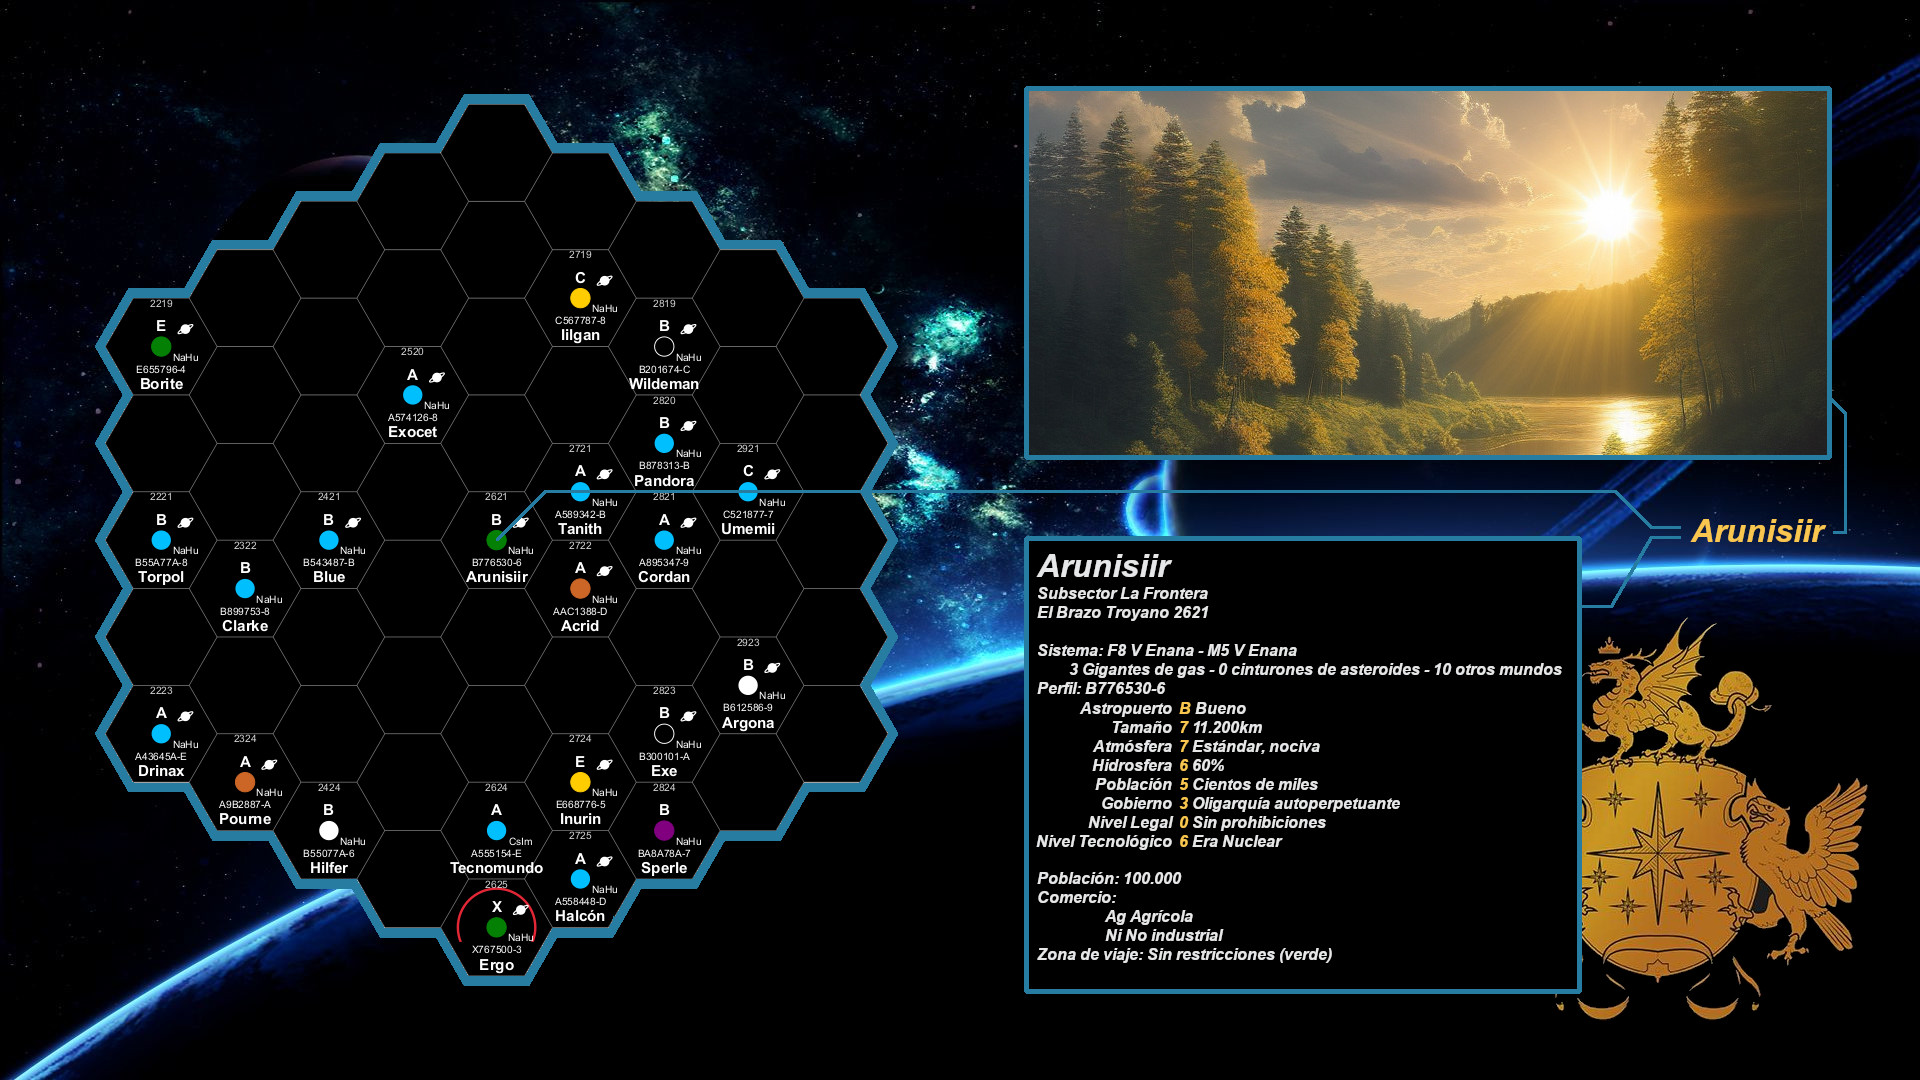 2719
C
NaHu
C567787-8
Iilgan
2219
E
NaHu
E655796-4
Borite
2819
B
NaHu
B201674-C
Wildeman
2520
A
NaHu
A574126-8
Exocet
2820
B
NaHu
B878313-B
Pandora
2721
A
NaHu
A589342-B
Tanith
2921
C
NaHu
C521877-7
Umemii
2221
B
NaHu
B55A77A-8
Torpol
2421
B
NaHu
B543487-B
Blue
2621
B
NaHu
B776530-6
Arunisiir
2821
A
NaHu
A895347-9
Cordan
2322
B
NaHu
B899753-8
Clarke
2722
A
NaHu
AAC1388-D
Acrid
2923
B
NaHu
B612586-9
Argona
2223
A
NaHu
A43645A-E
Drinax
2823
B
NaHu
B300101-A
Exe
2324
A
NaHu
A9B2887-A
Pourne
2724
E
NaHu
E668776-5
Inurin
2424
B
NaHu
B55077A-6
Hilfer
2624
A
CsIm
A555154-E
Tecnomundo
2824
B
NaHu
BA8A78A-7
Sperle
2725
A
NaHu
A558448-D
Halcón
2625
X
NaHu
X767500-3
Ergo
Arunisiir
Arunisiir
Subsector La Frontera
El Brazo Troyano 2621
Sistema: F8 V Enana - M5 V Enana
3 Gigantes de gas - 0 cinturones de asteroides - 10 otros mundos
Perfil: B776530-6
Astropuerto B Bueno
Tamaño 7 11.200km
Atmósfera 7 Estándar, nociva
Hidrosfera 6 60%
Población 5 Cientos de miles
Gobierno 3 Oligarquía autoperpetuante
Nivel Legal 0 Sin prohibiciones
Nivel Tecnológico 6 Era Nuclear
Población: 100.000
Comercio:
Ag Agrícola
Ni No industrial
Zona de viaje: Sin restricciones (verde)